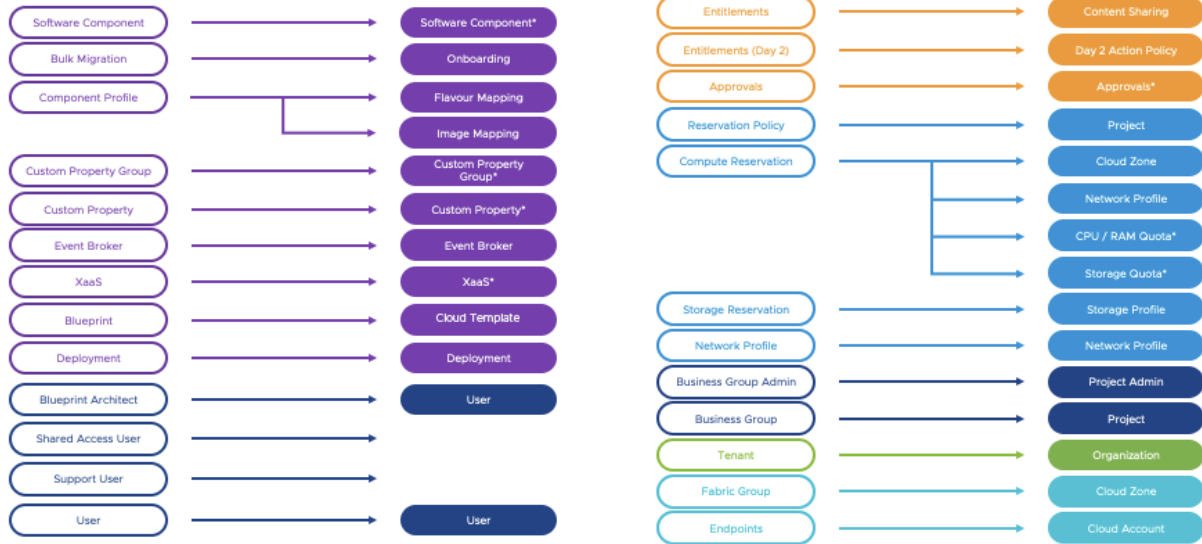 Software Component
Software Component*
Bulk Migration
Onboarding
Component Profile
Flavour Mapping
Image Mapping
Custom Property Group
Custom Property
Group*
Custom Property
Custom Property*
Event Broker
Event Broker
XaaS
XaaS*
Blueprint
Cloud Template
Deployment
Deployment
Blueprint Architect
User
Shared Access User
Support User
User
User
Entitlements
Content Sharing
Entitlements (Day 2)
Day 2 Action Policy
Approvals
Approvals*
Reservation Policy
Project
Compute Reservation
Cloud Zone
Network Profile
CPU / RAM Quota*
Storage Quota*
Storage Reservation
Storage Profile
Network Profile
Network Profile
Business Group Admin
Project Admin
Business Group
Project
Tenant
Organization
Fabric Group
Cloud Zone
Endpoints
Cloud Account